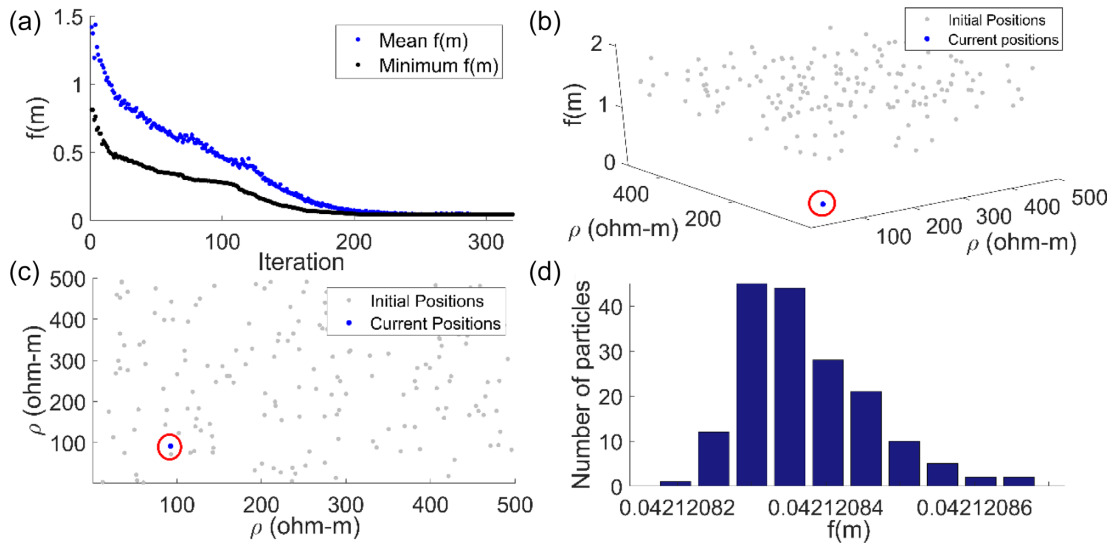 (a)
1.5
1
0.5
0
f(m)
Mean f(m)
Minimum f(m)
0
100
200
300
Iteration
(b)
2
1
0
f(m)
Initial Positions
Current positions
400
200
ρ (ohm-m)
100
200
300
400
500
ρ (ohm-m)
(c)
500
400
300
200
100
ρ (ohm-m)
Initial Positions
Current Positions
100
200
300
400
500
ρ (ohm-m)
(d)
40
30
20
10
0
Number of particles
0.04212082
0.04212084
0.04212086
f(m)